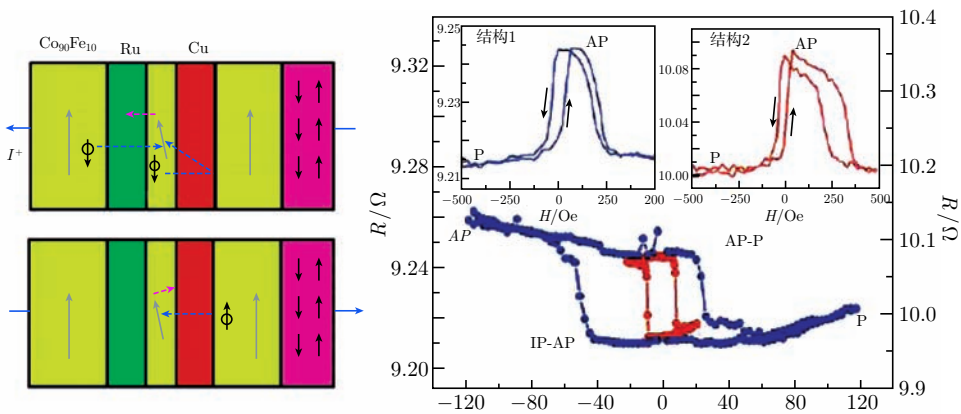 Co₉₀Fe₁₀
Ru
Cu
I⁺
R/Ω
9.32
9.28
9.24
9.20
10.4
10.3
10.2
10.1
10.0
9.9
R/Ω
-120
-80
-40
0
40
80
120
结构1
AP
P
9.25
9.23
9.21
-500
-250
0
200
H/Oe
结构2
AP
P
10.08
10.04
10.00
-500
-250
0
250
500
H/Oe
AP
AP-P
IP-AP
P